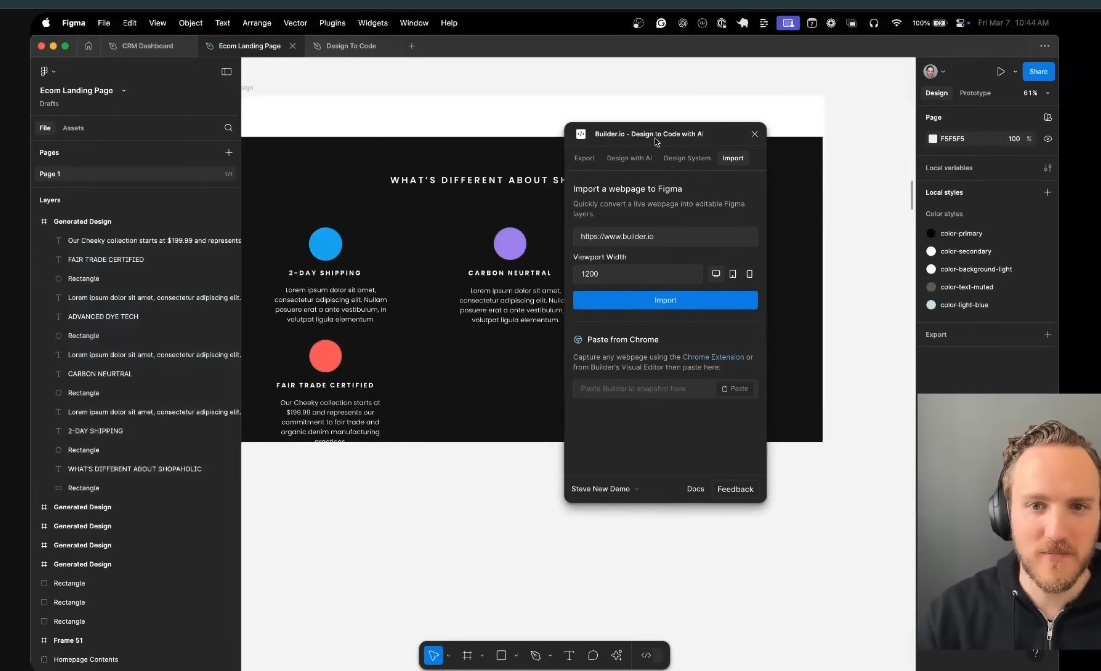 Figma File Edit View Object Text Arrange Vector Plugins Widgets Window Help 100% Fri Mar 7 10:44 AM
CRM Dashboard Ecom Landing Page Design To Code
Ecom Landing Page
Drafts
File Assets
Pages
Page 1
Layers
Generated Design
Our Cheeky collection starts at $199.99 and represents
FAIR TRADE CERTIFIED
Rectangle
Lorem ipsum dolor sit amet, consectetur adipiscing elit.
ADVANCED DYE TECH
Rectangle
Lorem ipsum dolor sit amet, consectetur adipiscing elit.
CARBON NEURTRAL
Rectangle
Lorem ipsum dolor sit amet, consectetur adipiscing elit.
2-DAY SHIPPING
Rectangle
WHAT'S DIFFERENT ABOUT SHOPAHOLIC
Rectangle
Generated Design
Generated Design
Generated Design
Generated Design
Rectangle
Rectangle
Rectangle
Frame 51
Homepage Contents
WHAT'S DIFFERENT ABOUT SH
2-DAY SHIPPING
Lorem ipsum dolor sit amet,
consectetur adipiscing elit. Nullam
posuere erat a ante vestibulum, in
volutpat ligula elementum.
CARBON NEURTRAL
Lorem ipsum dolor sit amet,
consectetur adipiscing elit.
posuere erat a ante vestibulum,
volutpat ligula elementum.
FAIR TRADE CERTIFIED
Our Cheeky collection starts at
$199.99 and represents our
commitment to fair trade and
organic denim manufacturing
practices.
Builder.io - Design to Code with AI
Export Design with AI Design System Import
Import a webpage to Figma
Quickly convert a live webpage into editable Figma
layers.
https://www.builder.io
Viewport Width
1200
Import
Paste from Chrome
Capture any webpage using the Chrome Extension or
from Builder's Visual Editor then paste here:
Paste Builder.io snapshot here Paste
Steve New Demo Docs Feedback
Share
Design Prototype 61%
Page
F5F5F5 100 %
Local variables
Local styles
Color styles
color-primary
color-secondary
color-background-light
color-text-muted
color-light-blue
Export
?